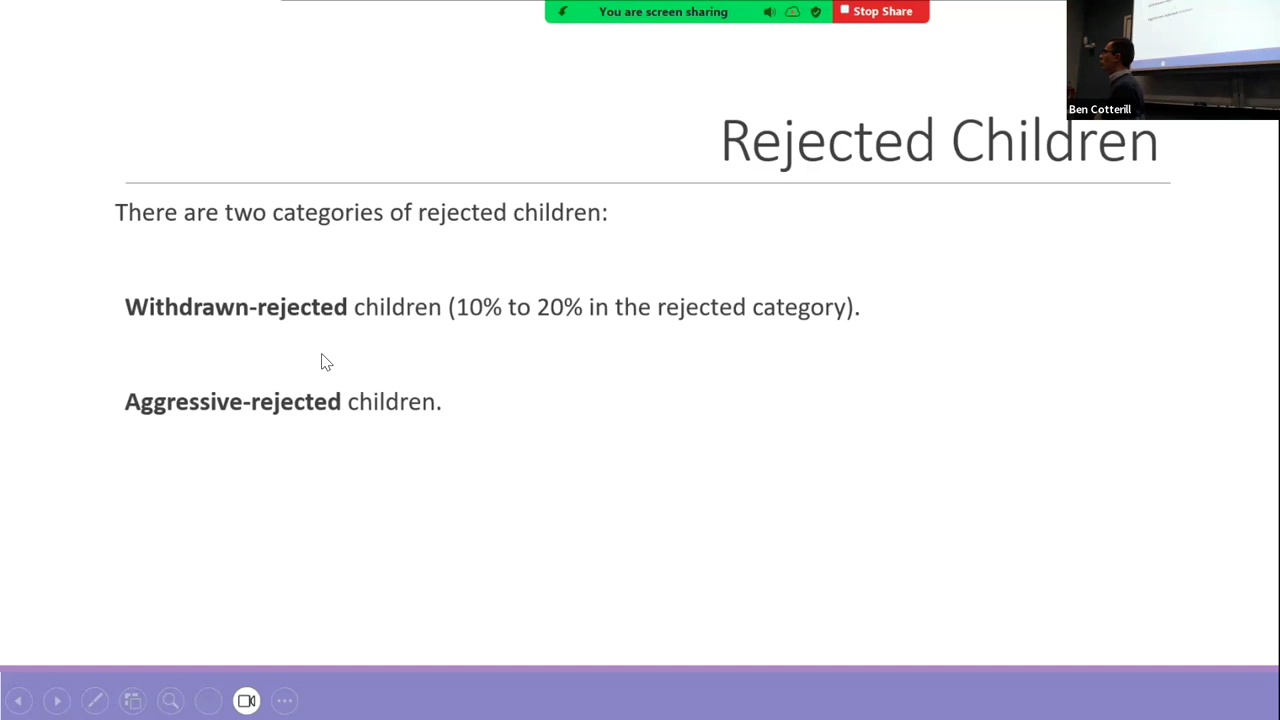 You are screen sharing
Stop Share
Ben Cotterill
Rejected Children
There are two categories of rejected children:
Withdrawn-rejected children (10% to 20% in the rejected category).
Aggressive-rejected children.